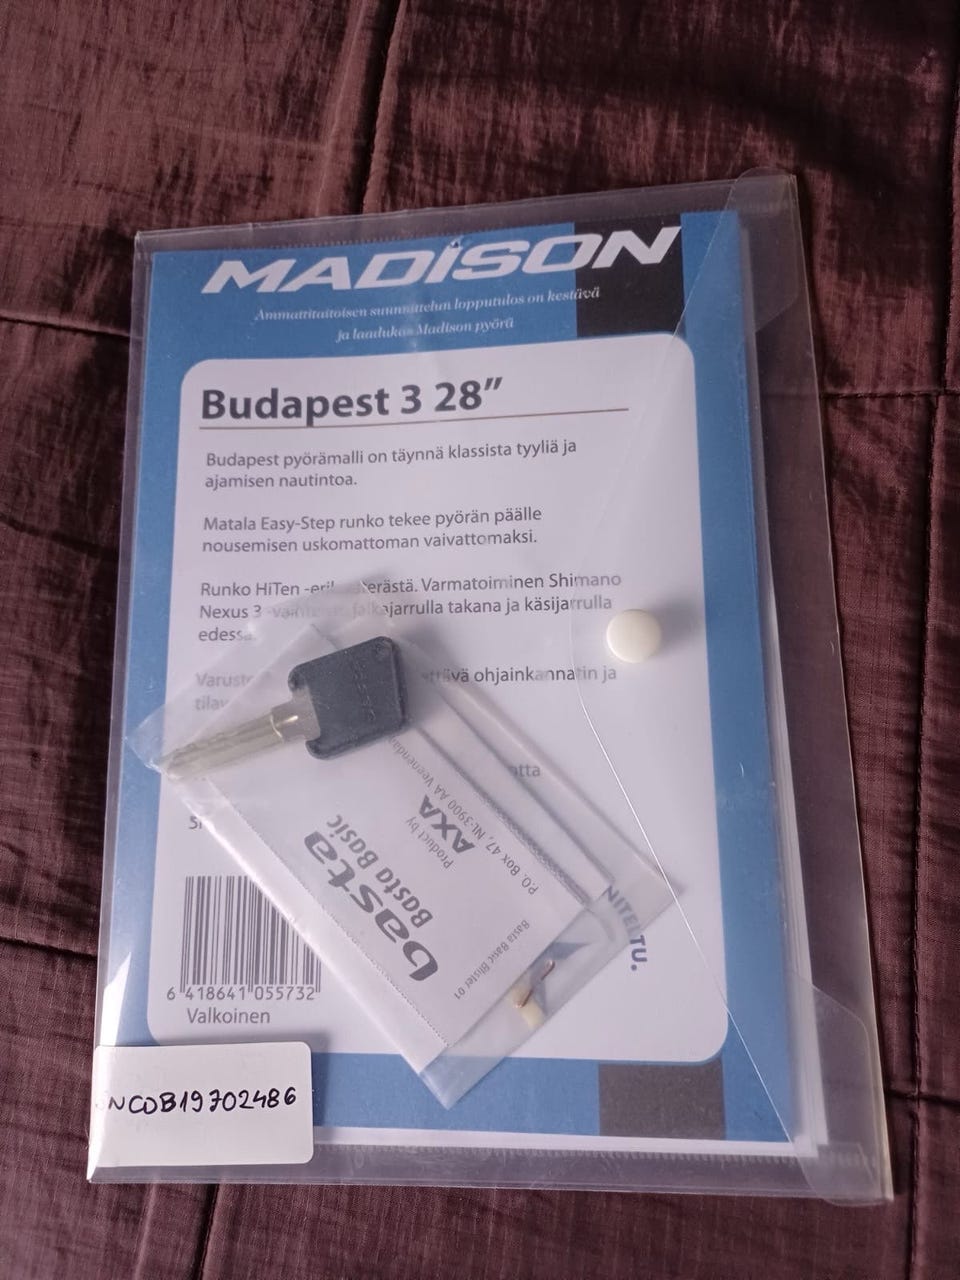 MADISON
Ammattitaitoisen suunnittelun lopputulos on kestävä
ja laadukas Madison pyörä
Budapest 3 28”
Budapest pyörämalli on täynnä klassista tyyliä ja
ajamisen nautintoa.
Matala Easy-Step runko tekee pyörän päälle
nousemisen uskomattoman vaivattomaksi.
Runko HiTen Varmatoiminen Shimano
Nexus 3 -vaihteisto jalkajarrulla takana ja käsijarrulla
edessä
ohjainkannatin ja
basta
Basta Basic
Product by
AXA
P.O. Box 47, NL-3900 AA Veenendaal
Basta Basic Blister 01
6 418641 055732
Valkoinen
NCDB19702486